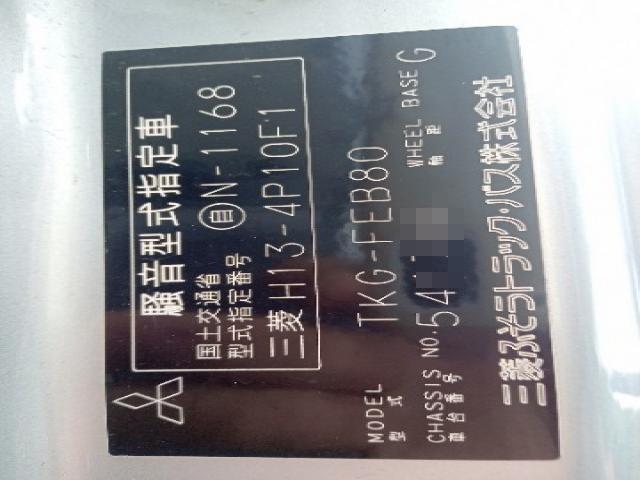 騒音型式指定車
国土交通省
型式指定番号 自N-1168
三菱 H13-4P10F1
MODEL
型式 TKG-FEB80
CHASSIS NO. 54
車台番号
WHEEL BASE G
軸距
三菱ふそうトラック・バス株式会社